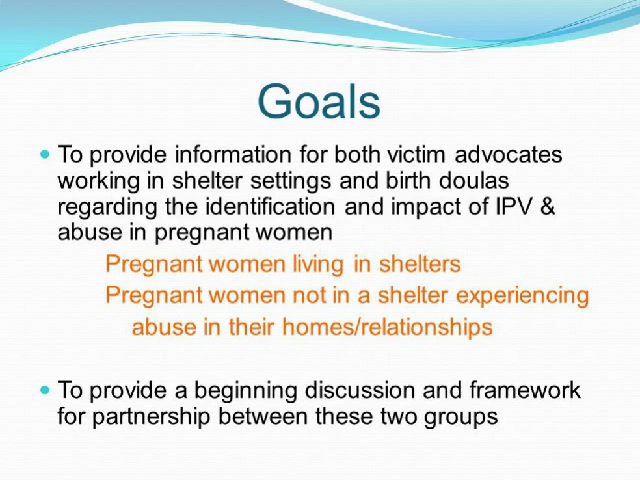 Goals
To provide information for both victim advocates
working in shelter settings and birth doulas
regarding the identification and impact of IPV &
abuse in pregnant women
Pregnant women living in shelters
Pregnant women not in a shelter experiencing
abuse in their homes/relationships
To provide a beginning discussion and framework
for partnership between these two groups